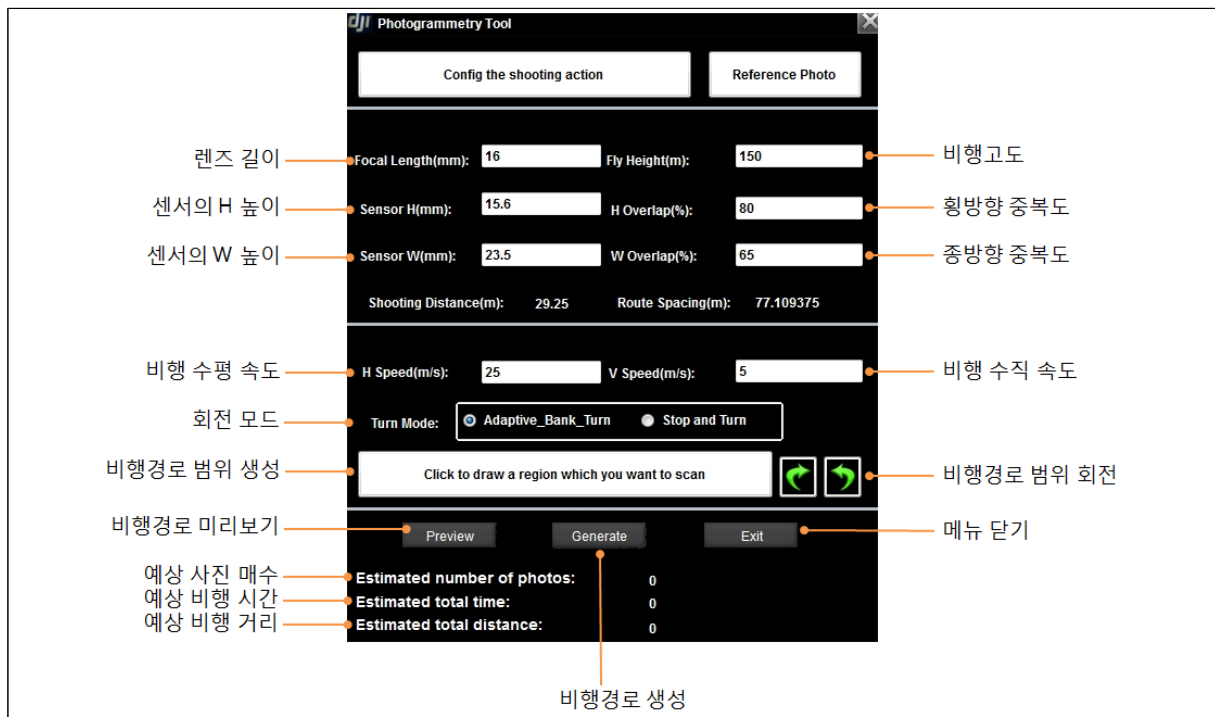 dji Photogrammetry Tool
Config the shooting action
Reference Photo
렌즈 길이
Focal Length(mm): 16
Fly Height(m): 150
비행고도
센서의 H 높이
Sensor H(mm): 15.6
H Overlap(%): 80
횡방향 중복도
센서의 W 높이
Sensor W(mm): 23.5
W Overlap(%): 65
종방향 중복도
Shooting Distance(m): 29.25
Route Spacing(m): 77.109375
비행 수평 속도
H Speed(m/s): 25
V Speed(m/s): 5
비행 수직 속도
회전 모드
Turn Mode: Adaptive_Bank_Turn Stop and Turn
비행경로 범위 생성
Click to draw a region which you want to scan
비행경로 범위 회전
비행경로 미리보기
Preview
Generate
Exit
메뉴 닫기
예상 사진 매수
Estimated number of photos: 0
예상 비행 시간
Estimated total time: 0
예상 비행 거리
Estimated total distance: 0
비행경로 생성